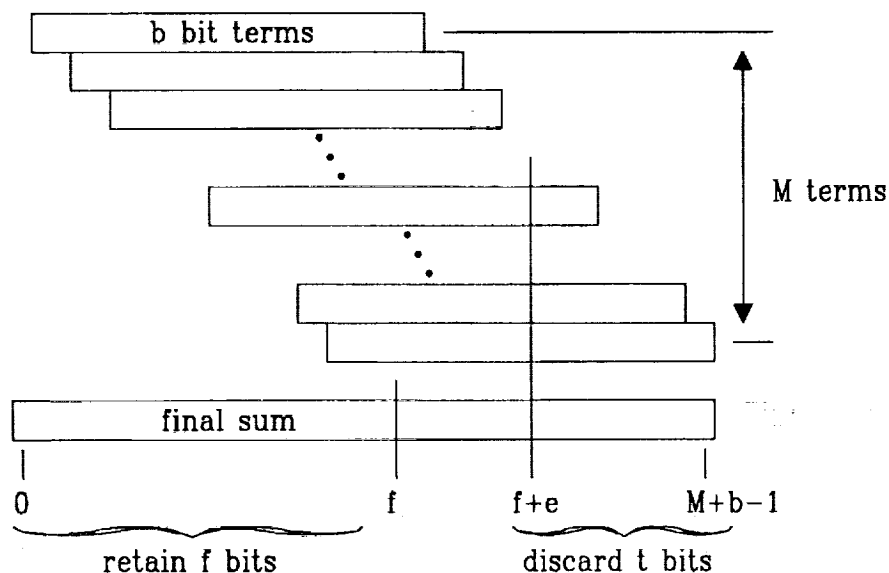 b bit terms
M terms
final sum
0 f f+e M+b-1
retain f bits discard t bits